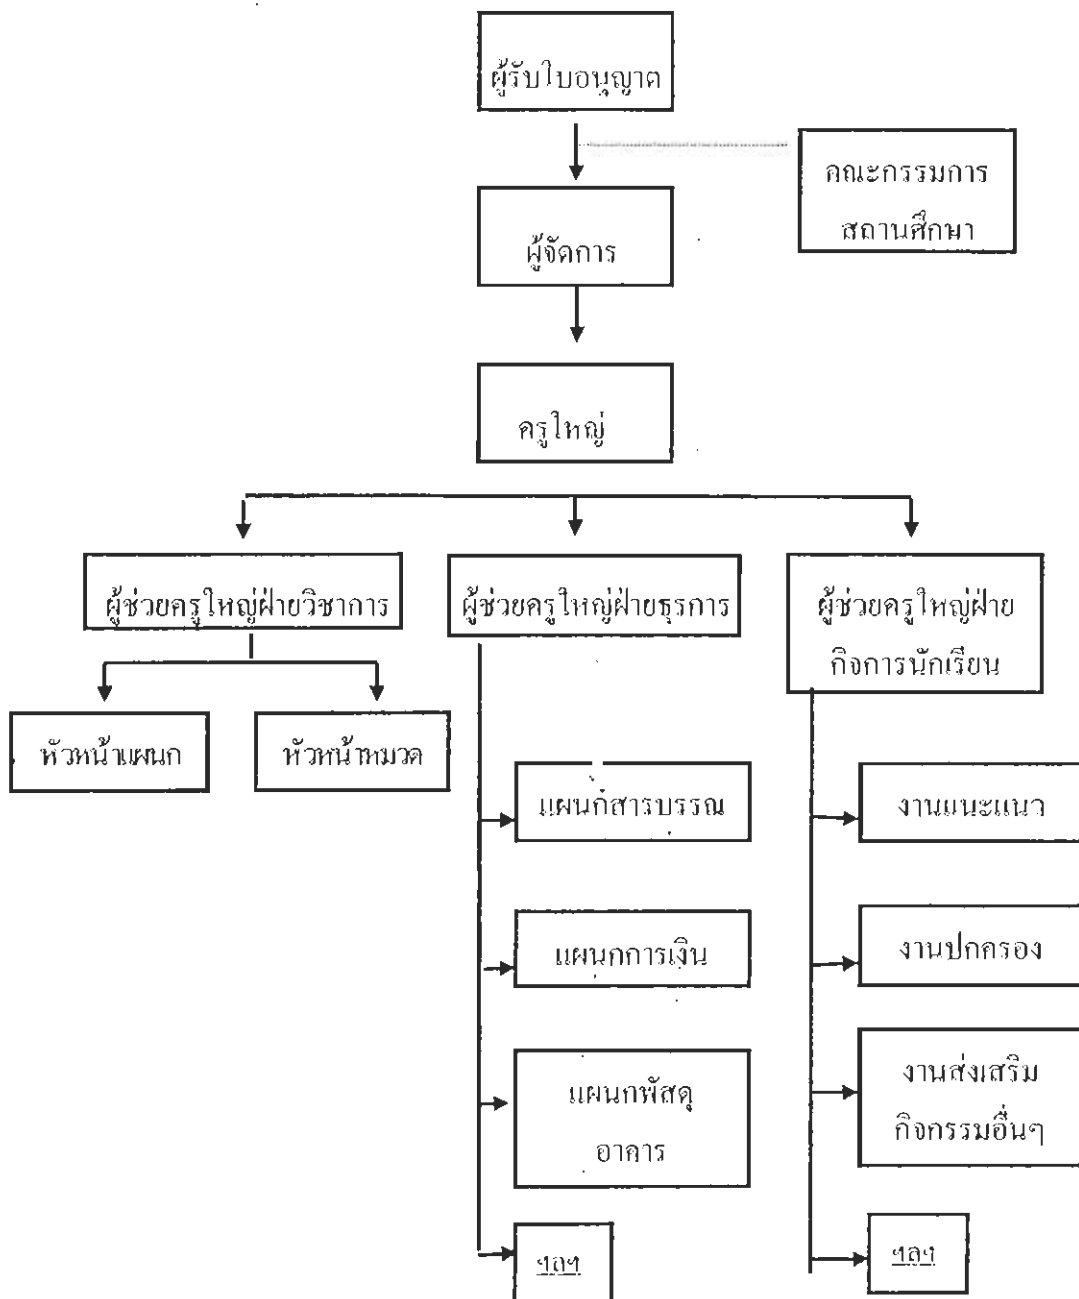 ผู้รับใบอนุญาต
คณะกรรมการ
สถานศึกษา
ผู้จัดการ
ครูใหญ่
ผู้ช่วยครูใหญ่ฝ่ายวิชาการ
ผู้ช่วยครูใหญ่ฝ่ายธุรการ
ผู้ช่วยครูใหญ่ฝ่าย
กิจการนักเรียน
หัวหน้าแผนก
หัวหน้าหมวด
แผนกสารบรรณ
งานแนะแนว
แผนกการเงิน
งานปกครอง
แผนกพัสดุ
อาคาร
งานส่งเสริม
กิจกรรมอื่นๆ
ฯลฯ
ฯลฯ